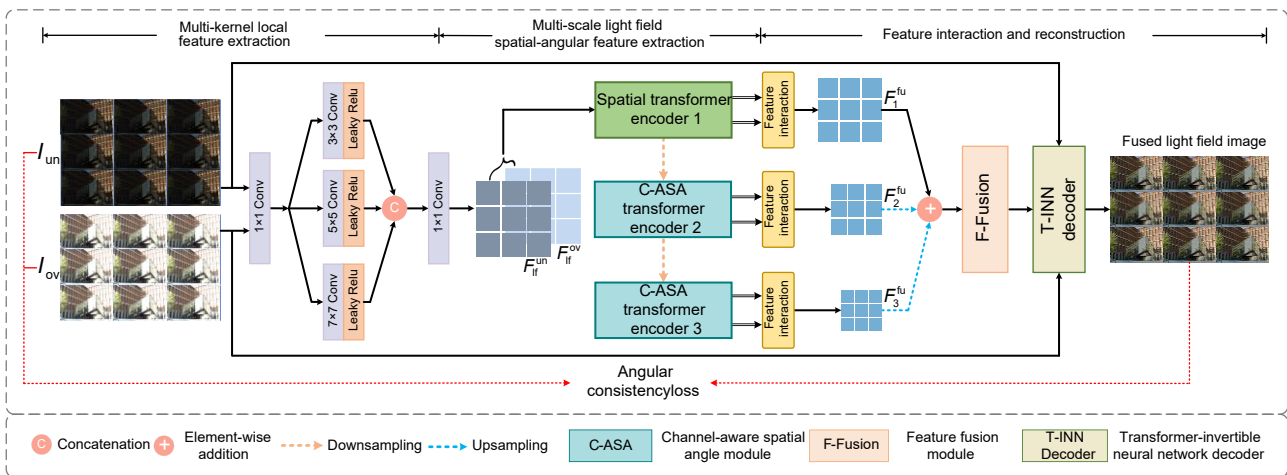 Multi-kernel local
feature extraction
Multi-scale light field
spatial-angular feature extraction
Feature interaction and reconstruction
I un
I ov
1×1 Conv
3×3 Conv
Leaky Relu
5×5 Conv
Leaky Relu
7×7 Conv
Leaky Relu
C
1×1 Conv
F lf un
F lf ov
Spatial transformer
encoder 1
C-ASA
transformer
encoder 2
C-ASA
transformer
encoder 3
Feature
interaction
Feature
interaction
Feature
interaction
F 1 fu
F 2 fu
F 3 fu
+
F-Fusion
T-INN
decoder
Fused light field image
Angular
consistencyloss
C
Concatenation
+
Element-wise
addition
Downsampling
Upsampling
C-ASA
Channel-aware spatial
angle module
F-Fusion
Feature fusion
module
T-INN
Decoder
Transformer-invertible
neural network decoder